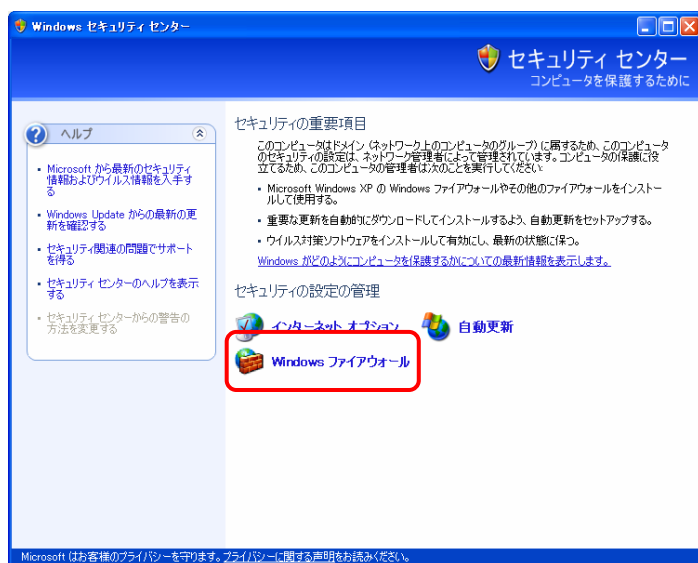 Windows セキュリティ センター
セキュリティ センター
コンピュータを保護するために
ヘルプ
• Microsoft から最新のセキュリティ
情報およびウイルス情報を入手す
る
• Windows Update からの最新の更
新を確認する
• セキュリティ関連の問題でサポート
を得る
• セキュリティ センターのヘルプを表示
する
• セキュリティ センターからの警告の
方法を変更する
セキュリティの重要項目
このコンピュータはドメイン (ネットワーク上のコンピュータのグループ) に属するため、このコンピュータ
のセキュリティの設定は、ネットワーク管理者によって管理されています。コンピュータの保護に役
立てるため、このコンピュータの管理者は次のことを実行してください:
• Microsoft Windows XP の Windows ファイアウォールやその他のファイアウォールをインストー
ルして使用する。
• 重要な更新を自動的にダウンロードしてインストールするよう、自動更新をセットアップする。
• ウイルス対策ソフトウェアをインストールして有効にし、最新の状態に保つ。
Windows がどのようにコンピュータを保護するかについての最新情報を表示します。
セキュリティの設定の管理
インターネット オプション
自動更新
Windows ファイアウォール
Microsoft はお客様のプライバシーを守ります。プライバシーに関する声明をお読みください。